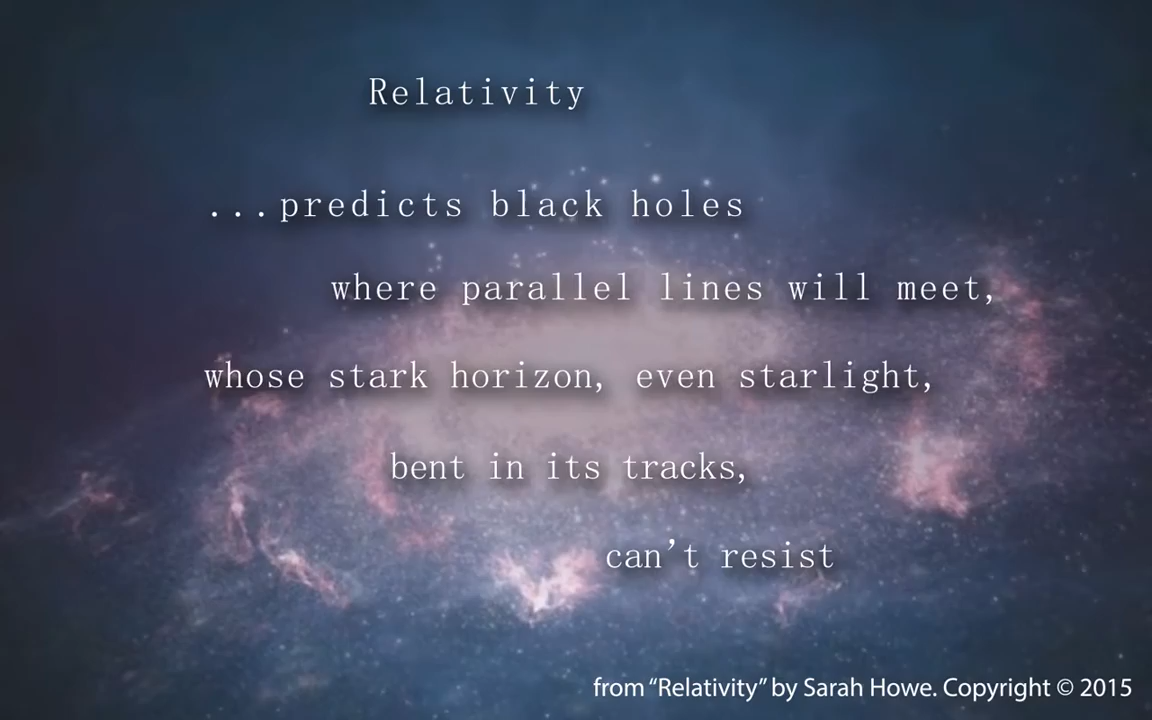 Relativity
...predicts black holes
where parallel lines will meet,
whose stark horizon, even starlight,
bent in its tracks,
can’t resist
from “Relativity” by Sarah Howe. Copyright © 2015